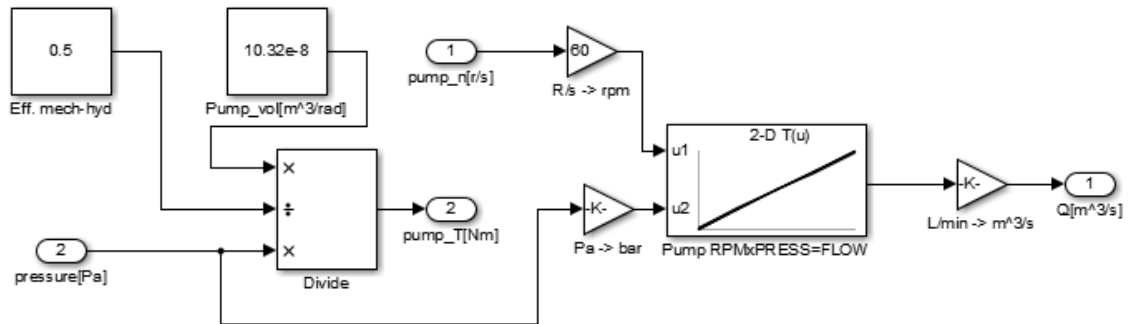 0.5
Eff. mech-hyd
10.32e-8
Pump_vol[m^3/rad]
1
pump_n[r/s]
60
R/s -> rpm
2-D T(u)
u1
u2
Pump RPMxPRESS=FLOW
-K-
L/min -> m^3/s
1
Q[m^3/s]
×
÷
×
Divide
2
pump_T[Nm]
-K-
Pa -> bar
2
pressure[Pa]